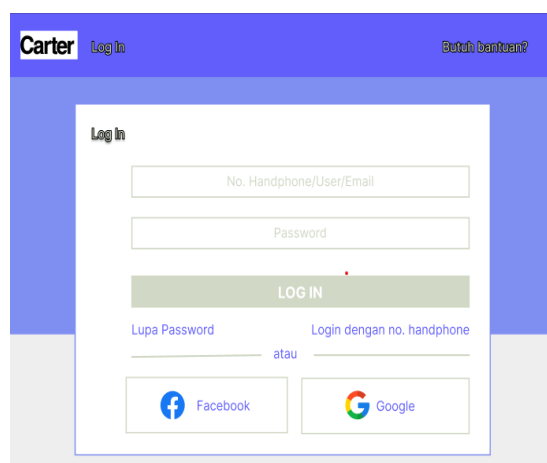 Carter Log In Butuh bantuan?
Log In
No. Handphone/User/Email
Password
LOG IN
Lupa Password Login dengan no. handphone
atau
Facebook Google